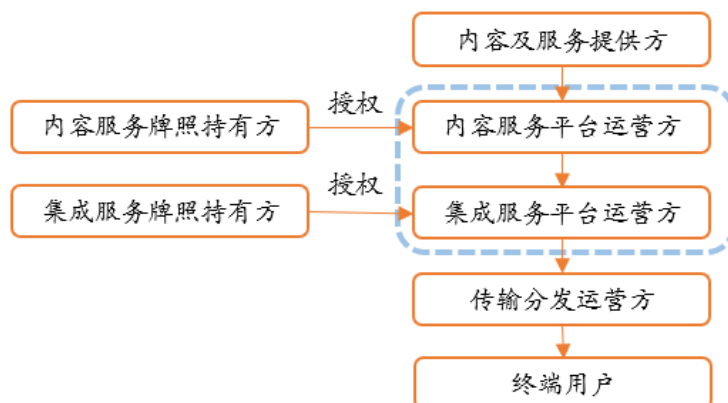 内容及服务提供方
授权
内容服务牌照持有方
内容服务平台运营方
授权
集成服务牌照持有方
集成服务平台运营方
传输分发运营方
终端用户